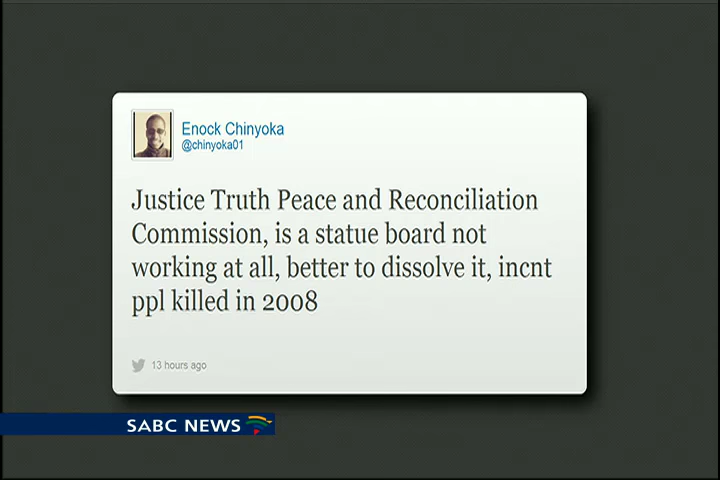 Enock Chinyoka
@chinyoka01
Justice Truth Peace and Reconciliation
Commission, is a statue board not
working at all, better to dissolve it, incnt
ppl killed in 2008
13 hours ago
SABC NEWS